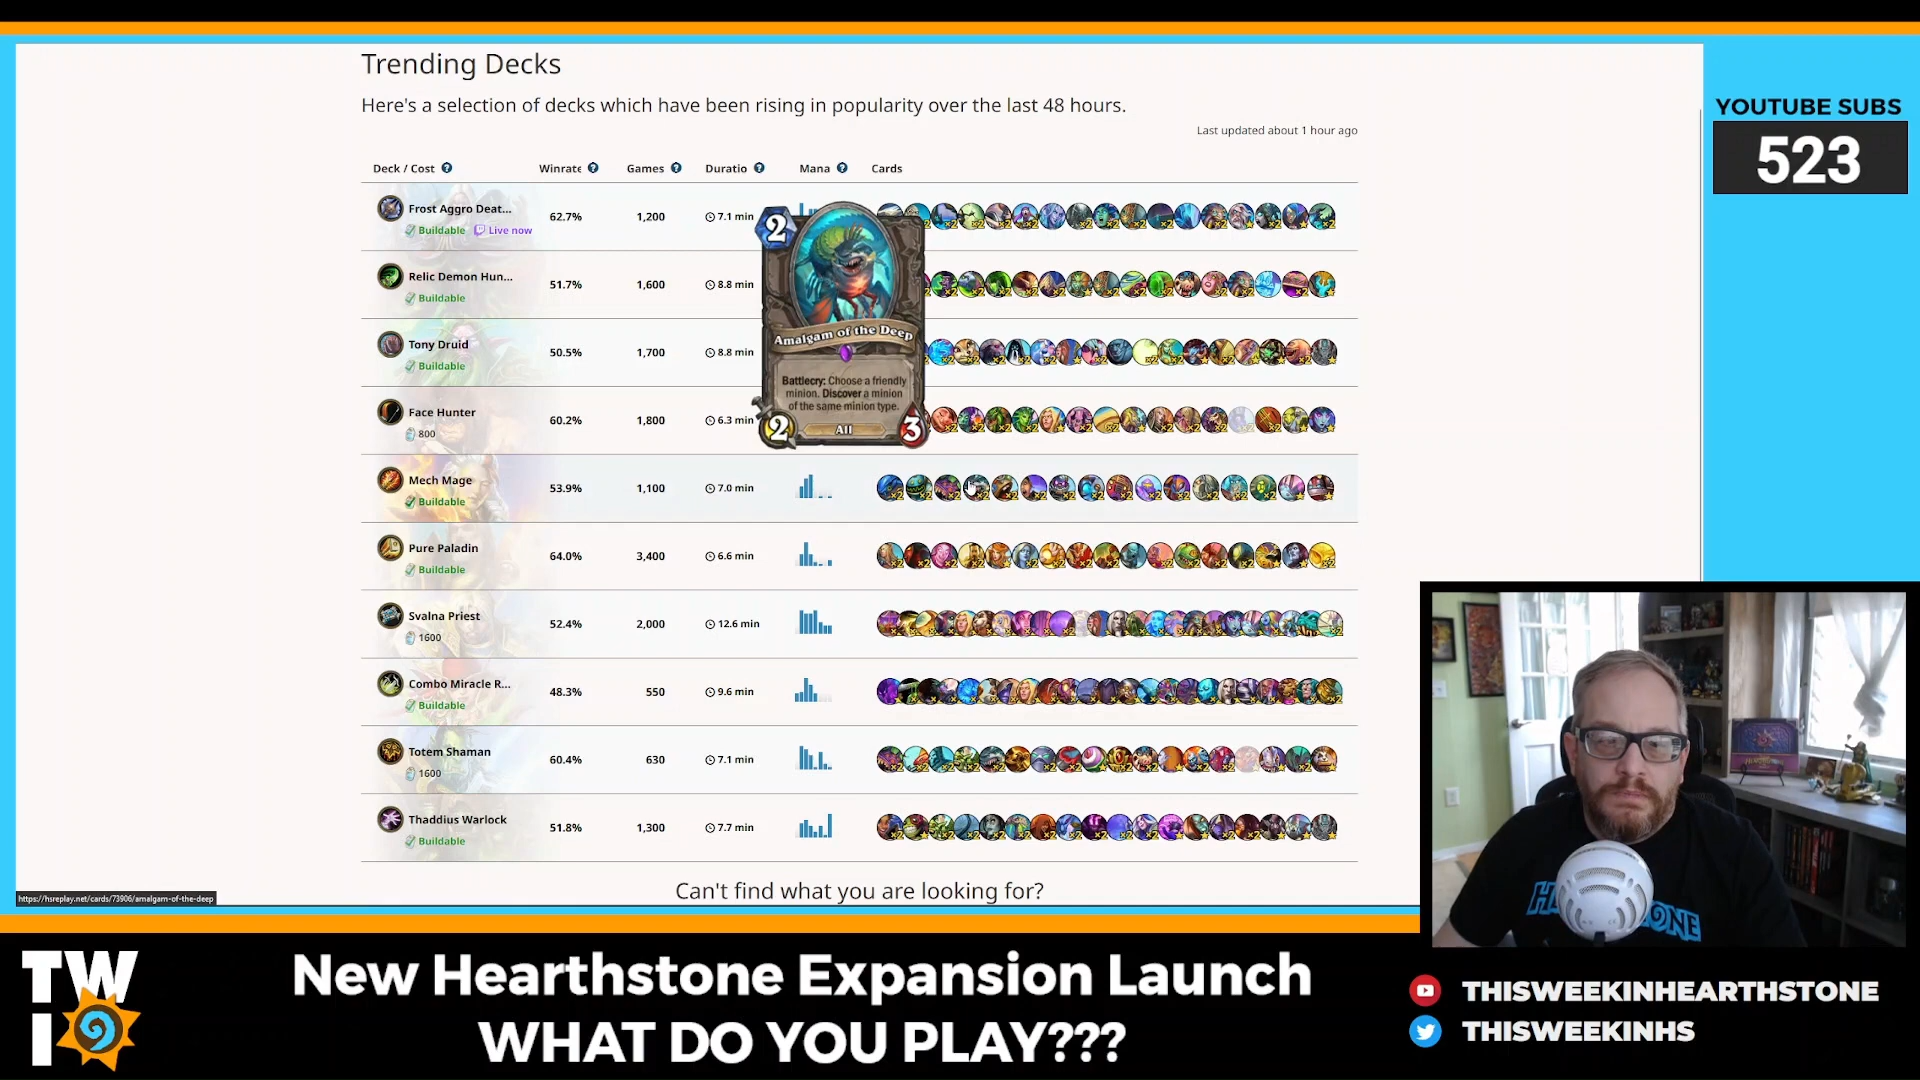 Trending Decks
Here's a selection of decks which have been rising in popularity over the last 48 hours.
Last updated about 1 hour ago
Deck / Cost ? Winrate ? Games ? Duratio ? Mana ? Cards
Frost Aggro Deat... 62.7% 1,200 7.1 min
Buildable Live now
Relic Demon Hun... 51.7% 1,600 8.8 min
Buildable
Tony Druid 50.5% 1,700 8.8 min
Buildable
Face Hunter 60.2% 1,800 6.3 min
800
Mech Mage 53.9% 1,100 7.0 min
Buildable
Pure Paladin 64.0% 3,400 6.6 min
Buildable
Svalna Priest 52.4% 2,000 12.6 min
1600
Combo Miracle R... 48.3% 550 9.6 min
Buildable
Totem Shaman 60.4% 630 7.1 min
1600
Thaddius Warlock 51.8% 1,300 7.7 min
Buildable
2
Amalgam of the Deep
Battlecry: Choose a friendly
minion. Discover a minion
of the same minion type.
2 All 3
Can't find what you are looking for?
https://hsreplay.net/cards/73906/amalgam-of-the-deep
YOUTUBE SUBS
523
TW
I
New Hearthstone Expansion Launch
WHAT DO YOU PLAY???
THISWEEKINHEARTHSTONE
THISWEEKINHS